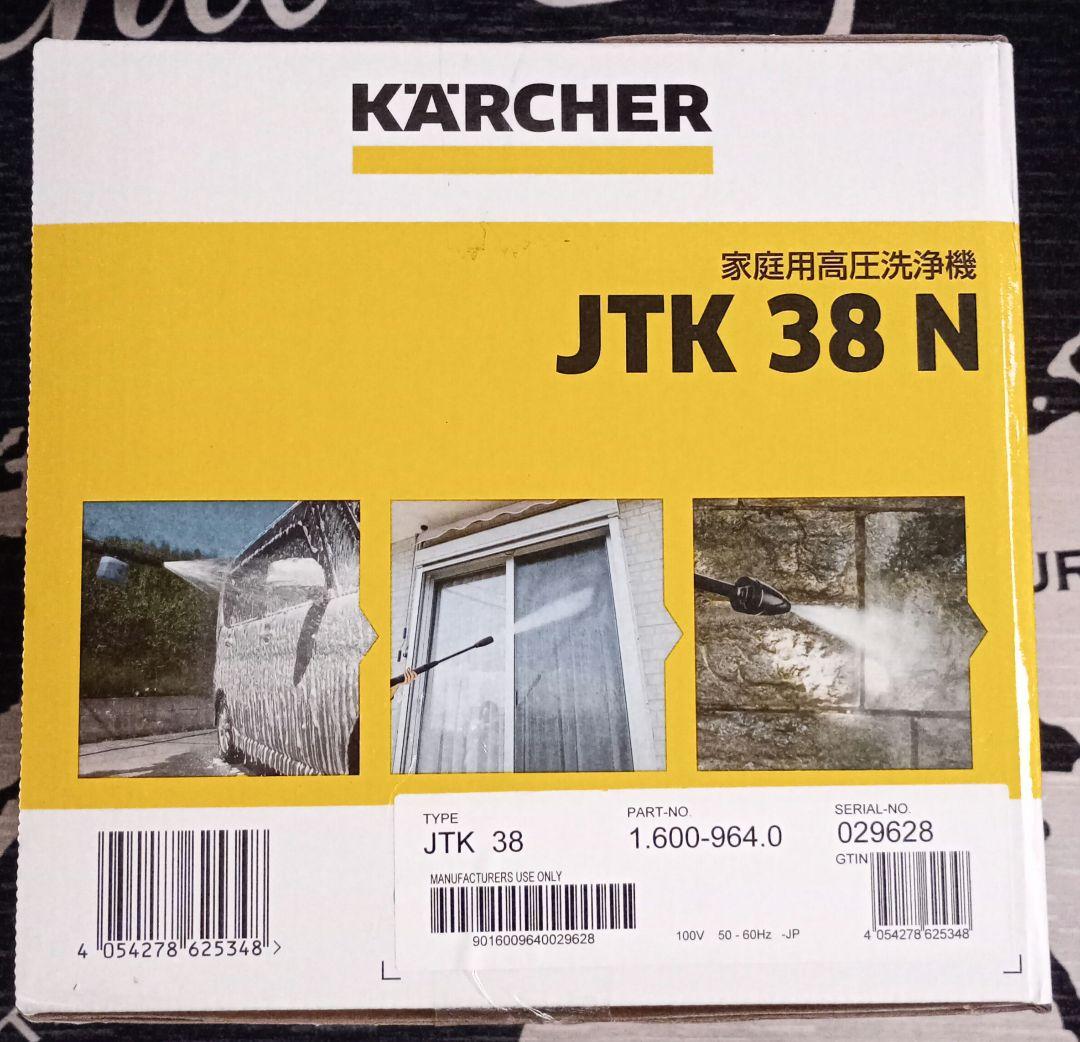 KÄRCHER
家庭用高圧洗浄機
JTK 38 N
TYPE
JTK 38
PART-NO.
1.600-964.0
SERIAL-NO.
029628
GTIN
MANUFACTURERS USE ONLY
9016009640029628
100V 50 - 60Hz -JP
4 054278 625348
4 054278 625348 >
UR